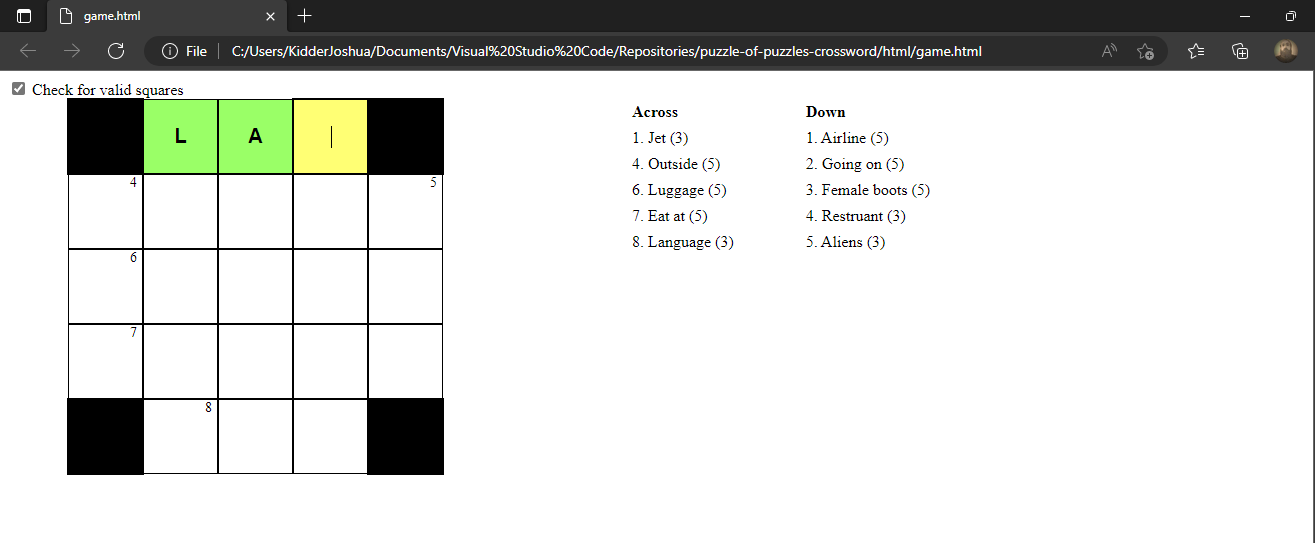 game.html
File
C:/Users/KidderJoshua/Documents/Visual%20Studio%20Code/Repositories/puzzle-of-puzzles-crossword/html/game.html
Check for valid squares
L A
4 5
6
7
8
Across
1. Jet (3)
4. Outside (5)
6. Luggage (5)
7. Eat at (5)
8. Language (3)
Down
1. Airline (5)
2. Going on (5)
3. Female boots (5)
4. Restruant (3)
5. Aliens (3)